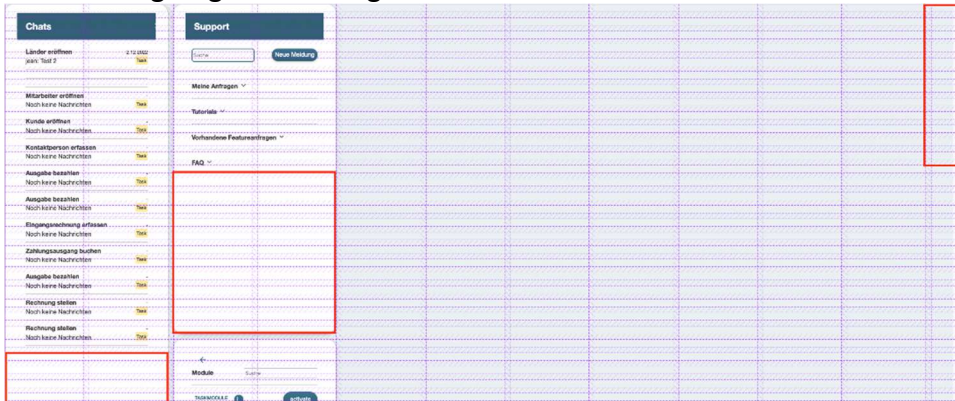 Chats
Länder eröffnen 2.12.2022
jean: Test 2 Task
Mitarbeiter eröffnen
Noch keine Nachrichten Task
Kunde eröffnen -
Noch keine Nachrichten Task
Kontaktperson erfassen
Noch keine Nachrichten Task
Ausgabe bezahlen -
Noch keine Nachrichten Task
Ausgabe bezahlen -
Noch keine Nachrichten Task
Eingangsrechnung erfassen
Noch keine Nachrichten Task
Zahlungsausgang buchen -
Noch keine Nachrichten Task
Ausgabe bezahlen -
Noch keine Nachrichten Task
Rechnung stellen -
Noch keine Nachrichten Task
Rechnung stellen -
Noch keine Nachrichten Task
Support
Suche Neue Meldung
Meine Anfragen
Tutorials
Vorhandene Featureanfragen
FAQ
Module Suche
TASKMODULE activate